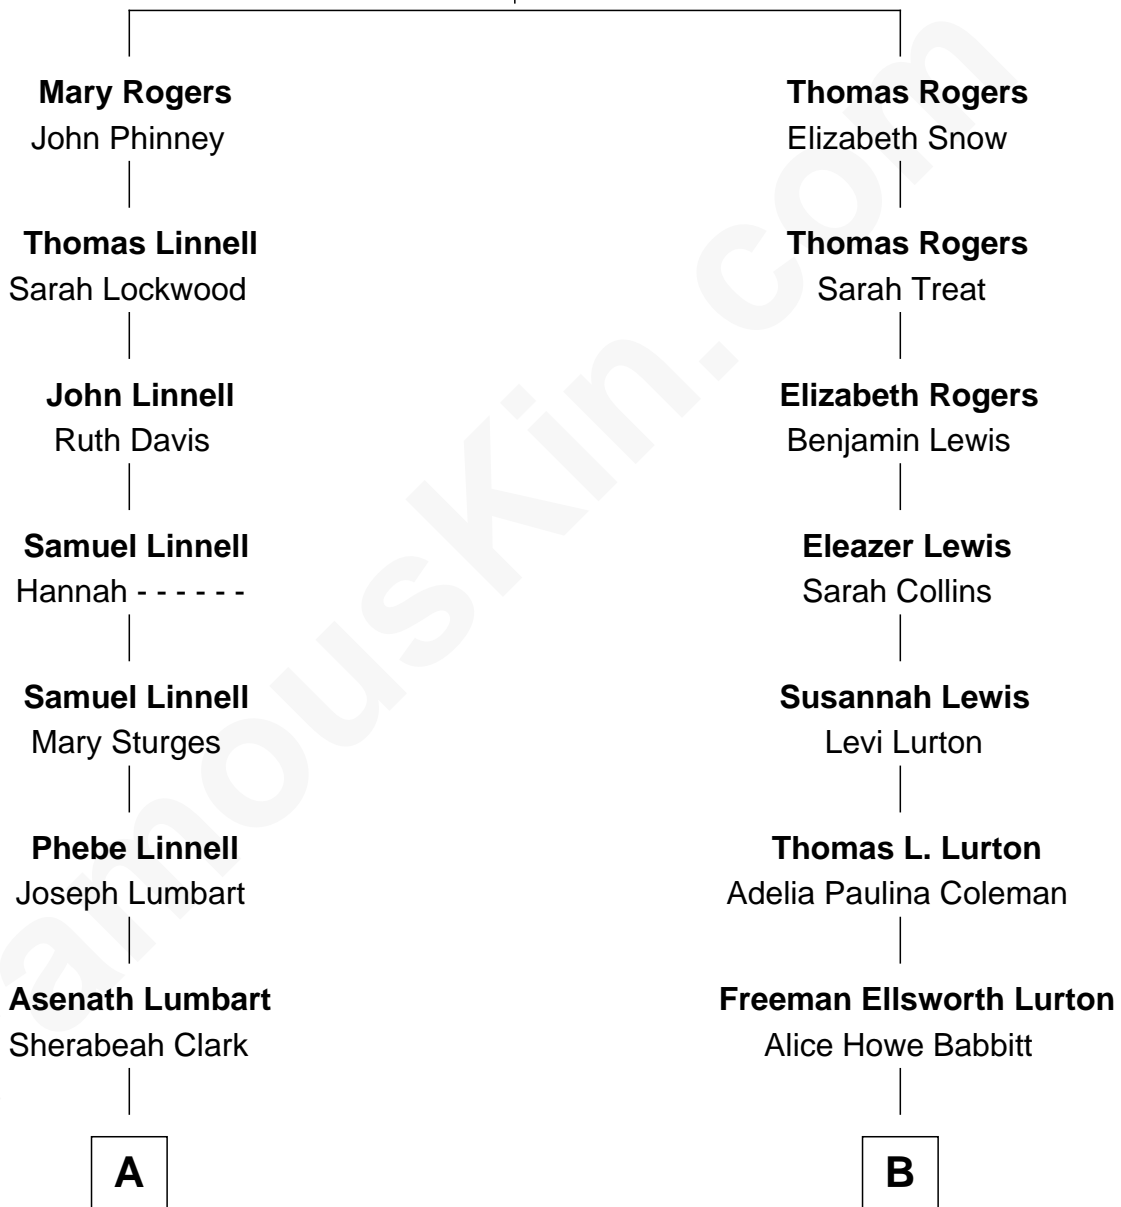 Mary Rogers
John Phinney
Thomas Linnell
Sarah Lockwood
John Linnell
Ruth Davis
Samuel Linnell
Hannah - - - - - -
Samuel Linnell
Mary Sturges
Phebe Linnell
Joseph Lumbart
Asenath Lumbart
Sherabeah Clark
A
Thomas Rogers
Elizabeth Snow
Thomas Rogers
Sarah Treat
Elizabeth Rogers
Benjamin Lewis
Eleazer Lewis
Sarah Collins
Susannah Lewis
Levi Lurton
Thomas L. Lurton
Adelia Paulina Coleman
Freeman Ellsworth Lurton
Alice Howe Babbitt
B
amouskin.com